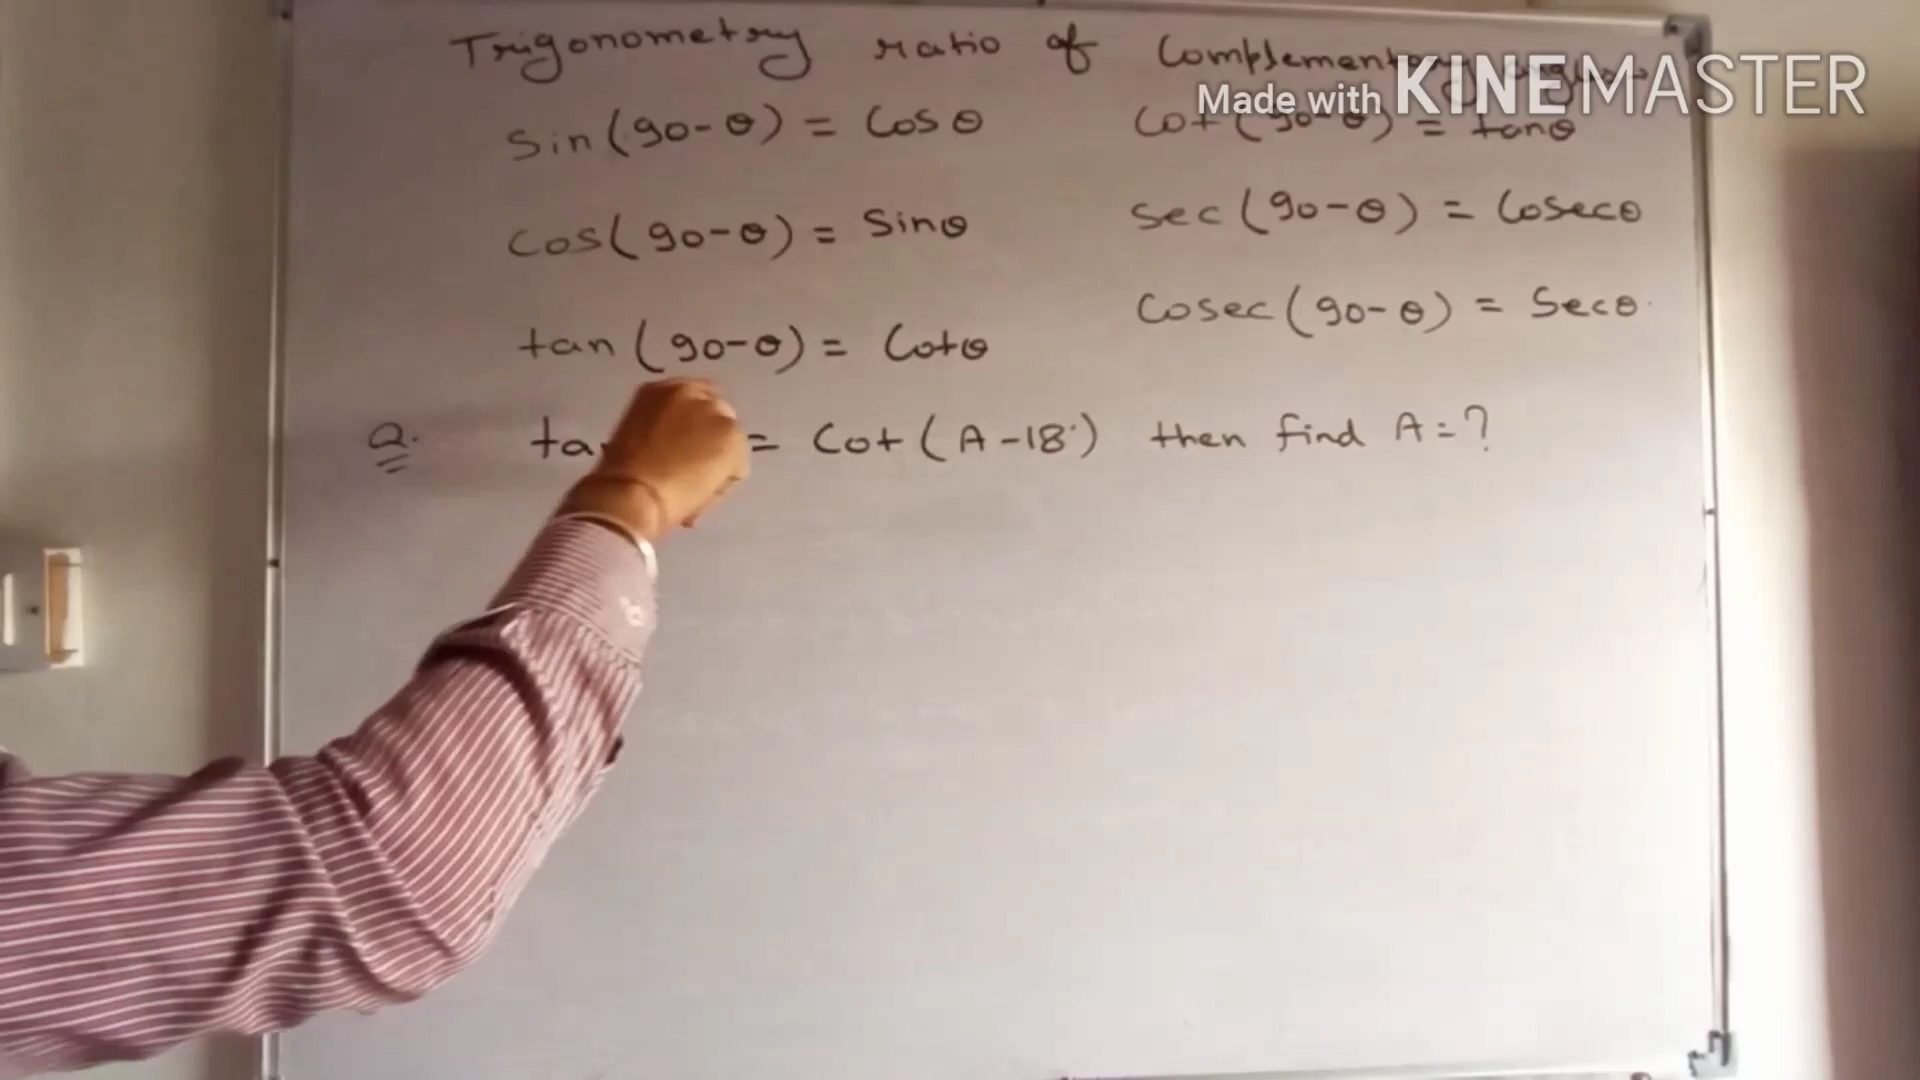 Trigonometry ratio of Complementary
Made with KINEMASTER
sin(90-θ) = Cosθ
cot(90-θ) = tanθ
cos(90-θ) = Sinθ
sec(90-θ) = Cosecθ
tan(90-θ) = Cotθ
Cosec(90-θ) = Secθ
Q. = Cot(A-18°) then find A=?